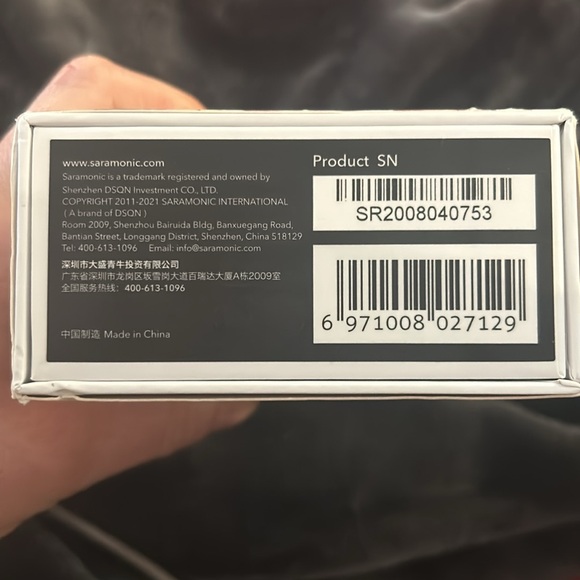 www.saramonic.com
Saramonic is a trademark registered and owned by
Shenzhen DSQN Investment CO., LTD.
COPYRIGHT 2011-2021 SARAMONIC INTERNATIONAL
( A brand of DSQN )
Room 2009, Shenzhou Bairuida Bldg, Banxuegang Road,
Bantian Street, Longgang District, Shenzhen, China 518129
Tel: 400-613-1096 Email: info@saramonic.com
深圳市大盛青牛投资有限公司
广东省深圳市龙岗区坂雪岗大道百瑞达大厦A栋2009室
全国服务热线：400-613-1096
中国制造 Made in China
Product SN
SR2008040753
6 971008 027129